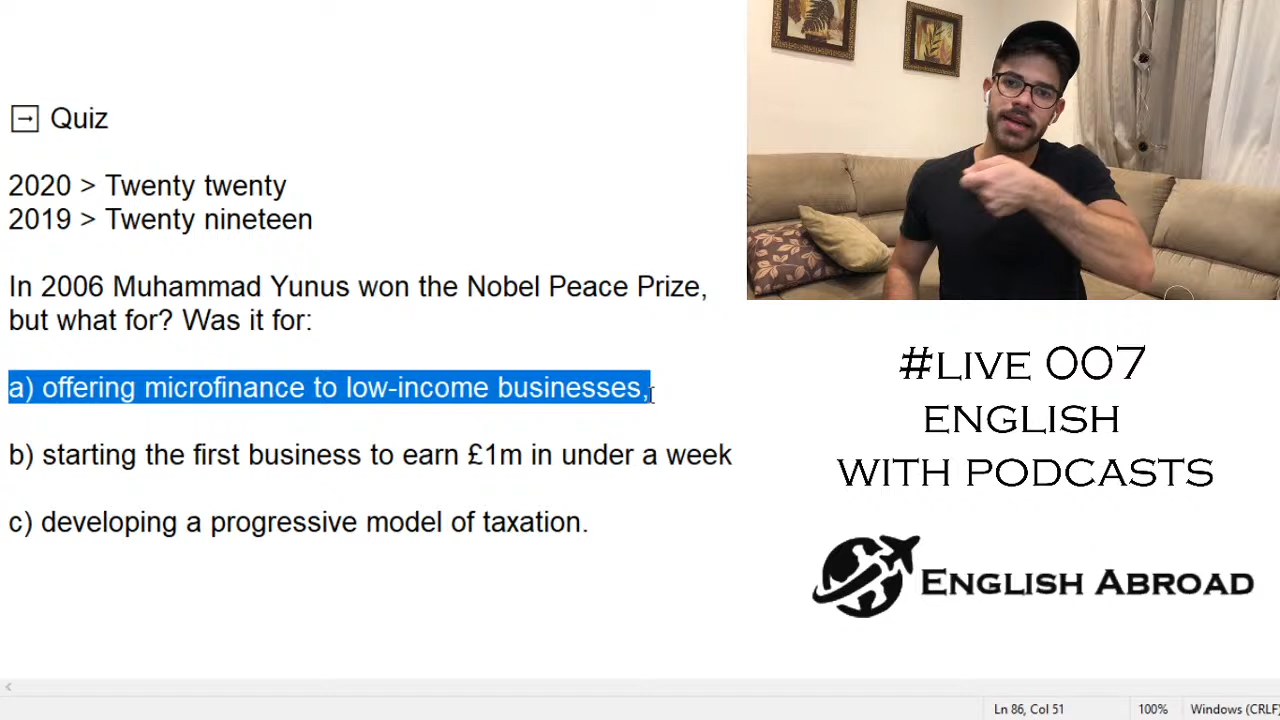 → Quiz
2020 > Twenty twenty
2019 > Twenty nineteen
In 2006 Muhammad Yunus won the Nobel Peace Prize,
but what for? Was it for:
a) offering microfinance to low-income businesses,
b) starting the first business to earn £1m in under a week
c) developing a progressive model of taxation.
#LIVE 007
ENGLISH
WITH PODCASTS
ENGLISH ABROAD
Ln 86, Col 51 100% Windows (CRLF)